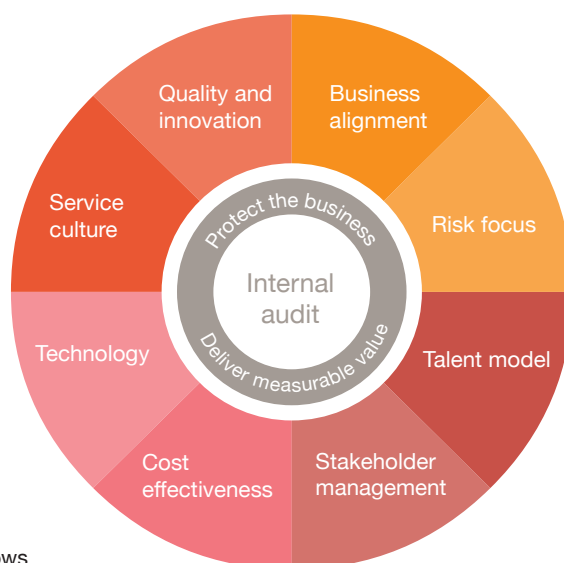 Quality and
innovation
Business
alignment
Service
culture
Risk focus
Protect the business
Internal
audit
Deliver measurable value
Technology
Talent model
Cost
effectiveness
Stakeholder
management